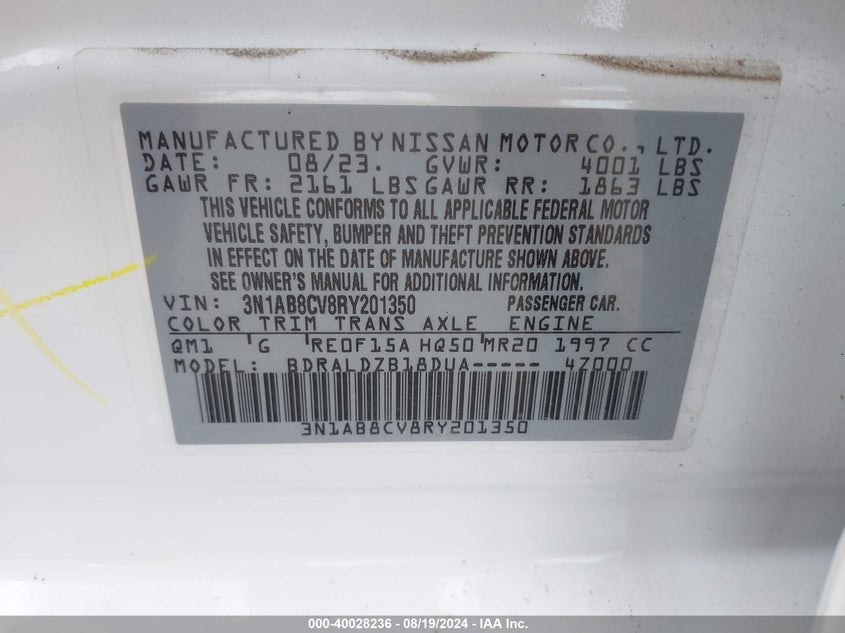 MANUFACTURED BY NISSAN MOTOR CO., LTD.
DATE: 08/23. GVWR: 4001 LBS
GAWR FR: 2161 LBS GAWR RR: 1863 LBS
THIS VEHICLE CONFORMS TO ALL APPLICABLE FEDERAL MOTOR
VEHICLE SAFETY, BUMPER AND THEFT PREVENTION STANDARDS
IN EFFECT ON THE DATE OF MANUFACTURE SHOWN ABOVE.
SEE OWNER'S MANUAL FOR ADDITIONAL INFORMATION.
VIN: 3N1AB8CV8RY201350 PASSENGER CAR.
COLOR TRIM TRANS AXLE ENGINE
QM1 'G 'RE0F15A HQ50'MR20 1997 CC
MODEL: BDRALDZB18DUA----- 4Z000
3N1AB8CV8RY201350
000-40028236 - 08/19/2024 - IAA Inc.